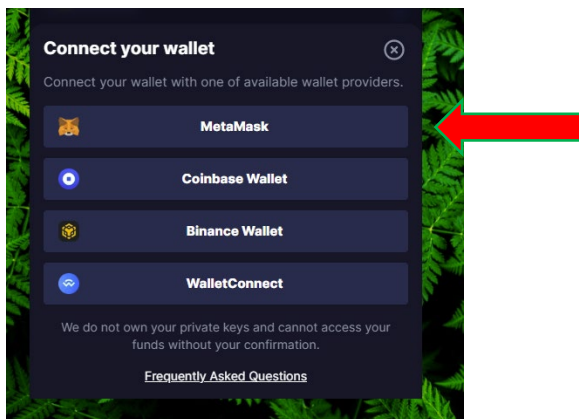 Connect your wallet
Connect your wallet with one of available wallet providers.
MetaMask
Coinbase Wallet
Binance Wallet
WalletConnect
We do not own your private keys and cannot access your
funds without your confirmation.
Frequently Asked Questions